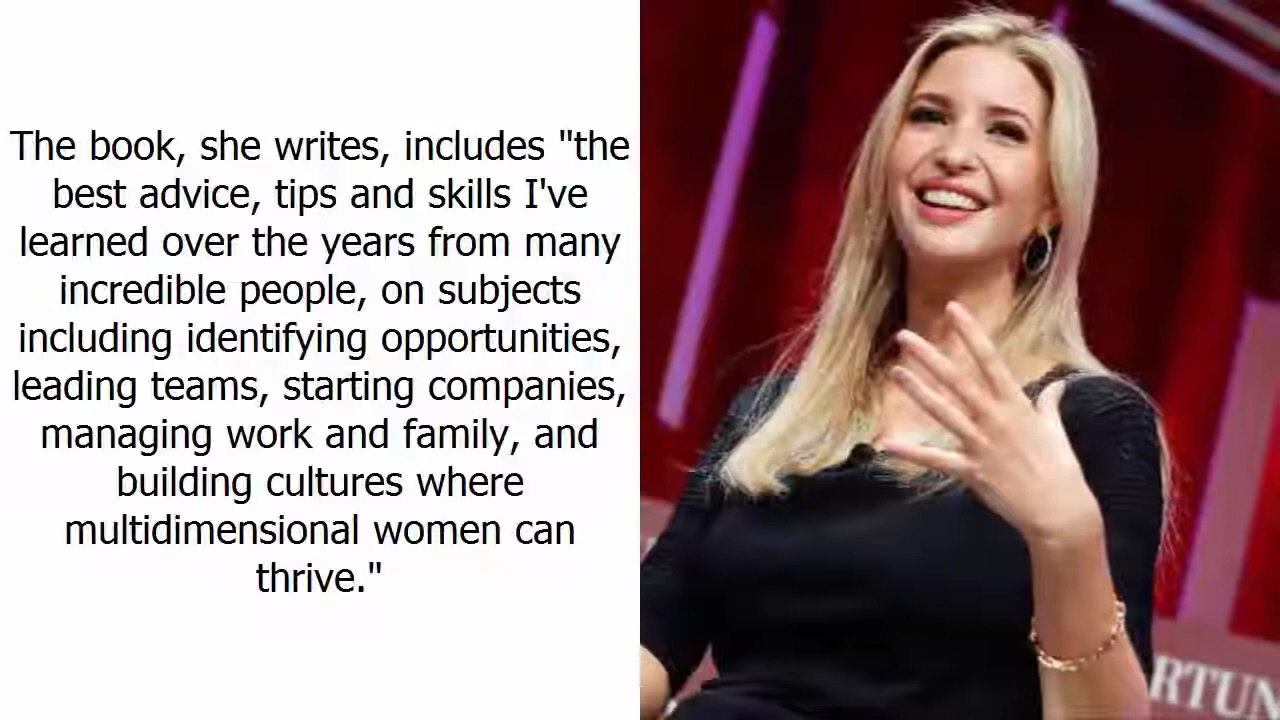 The book, she writes, includes "the
best advice, tips and skills I've
learned over the years from many
incredible people, on subjects
including identifying opportunities,
leading teams, starting companies,
managing work and family, and
building cultures where
multidimensional women can
thrive."
RTUN